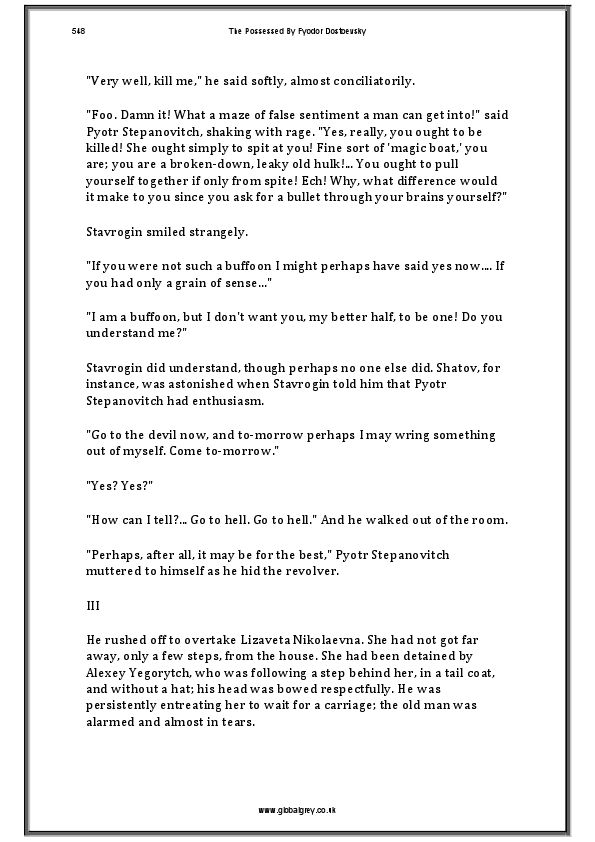 548
The Possessed By Fyodor Dostoevsky
"Very well, kill me," he said softly, almost conciliatorily.
"Foo. Damn it! What a maze of false sentiment a man can get into!" said
Pyotr Stepanovitch, shaking with rage. "Yes, really, you ought to be
killed! She ought simply to spit at you! Fine sort of 'magic boat,' you
are; you are a broken-down, leaky old hulk!... You ought to pull
yourself together if only from spite! Ech! Why, what difference would
it make to you since you ask for a bullet through your brains yourself?"
Stavrogin smiled strangely.
"If you were not such a buffoon I might perhaps have said yes now.... If
you had only a grain of sense..."
"I am a buffoon, but I don't want you, my better half, to be one! Do you
understand me?"
Stavrogin did understand, though perhaps no one else did. Shatov, for
instance, was astonished when Stavrogin told him that Pyotr
Stepanovitch had enthusiasm.
"Go to the devil now, and to-morrow perhaps I may wring something
out of myself. Come to-morrow."
"Yes? Yes?"
"How can I tell?... Go to hell. Go to hell." And he walked out of the room.
"Perhaps, after all, it may be for the best," Pyotr Stepanovitch
muttered to himself as he hid the revolver.
III
He rushed off to overtake Lizaveta Nikolaevna. She had not got far
away, only a few steps, from the house. She had been detained by
Alexey Yegorytch, who was following a step behind her, in a tail coat,
and without a hat; his head was bowed respectfully. He was
persistently entreating her to wait for a carriage; the old man was
alarmed and almost in tears.
www.globalgrey.co.uk